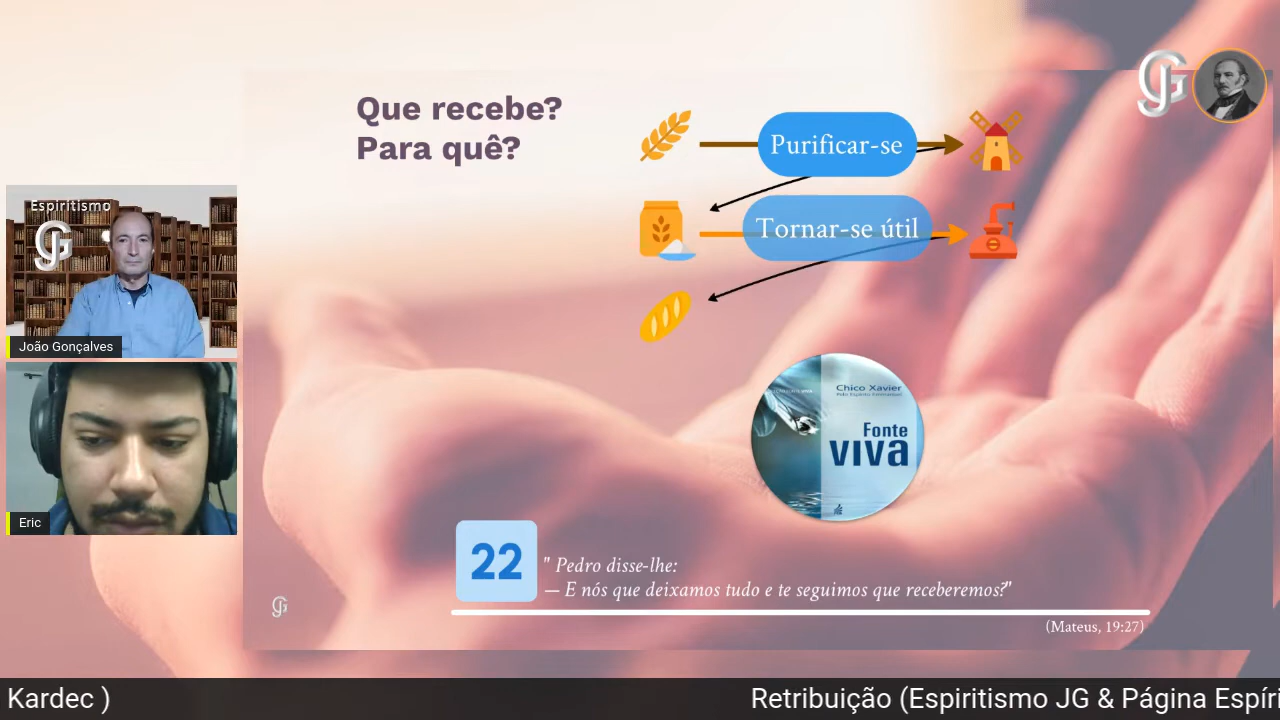 Que recebe?
Para quê?
Purificar-se
Tornar-se útil
Espiritismo
JG
João Gonçalves
Eric
Chico Xavier
Fonte
viva
22
" Pedro disse-lhe:
— E nós que deixamos tudo e te seguimos que receberemos?"
(Mateus, 19:27)
Kardec )
Retribuição (Espiritismo JG & Página Espíri